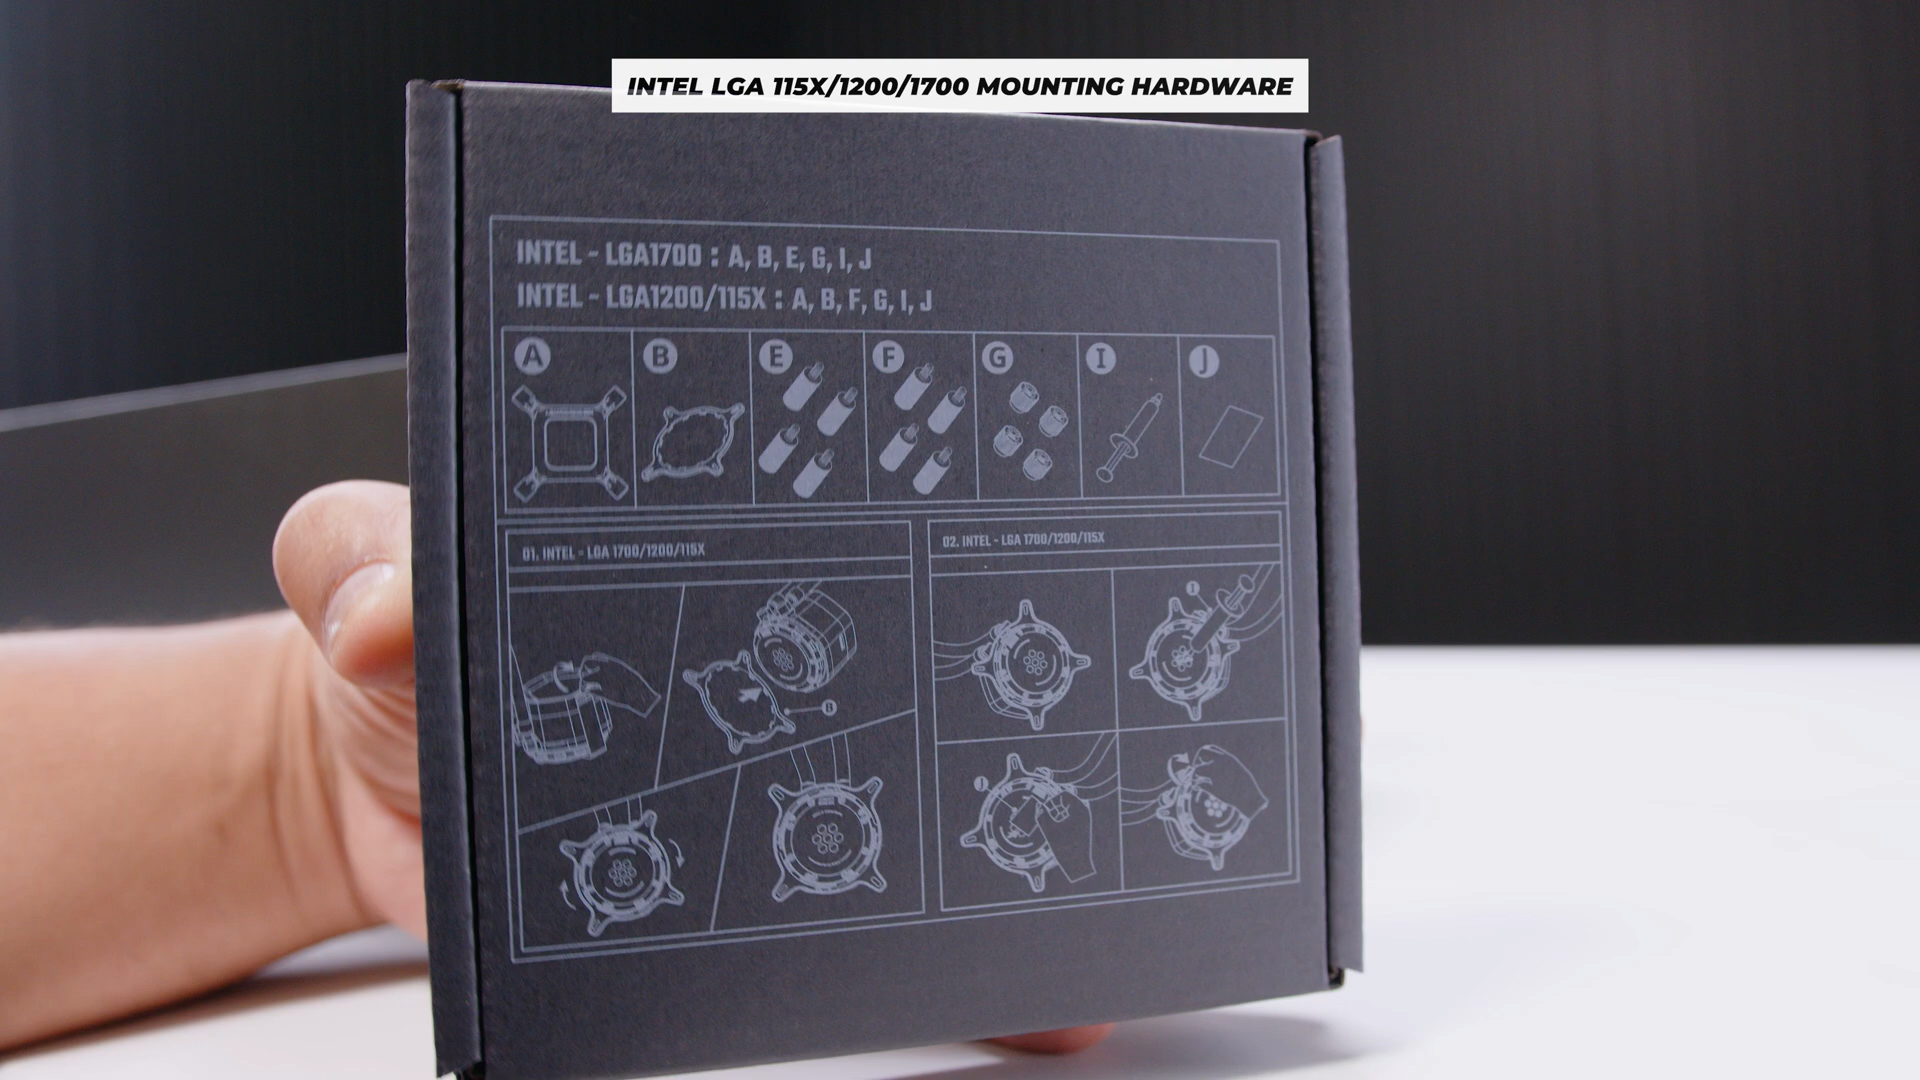 INTEL LGA 115X/1200/1700 MOUNTING HARDWARE
INTEL - LGA1700 : A, B, E, G, I, J
INTEL - LGA1200/115X : A, B, F, G, I, J
A B E F G I J
01. INTEL - LGA 1700/1200/115X
02. INTEL - LGA 1700/1200/115X
I
B
J